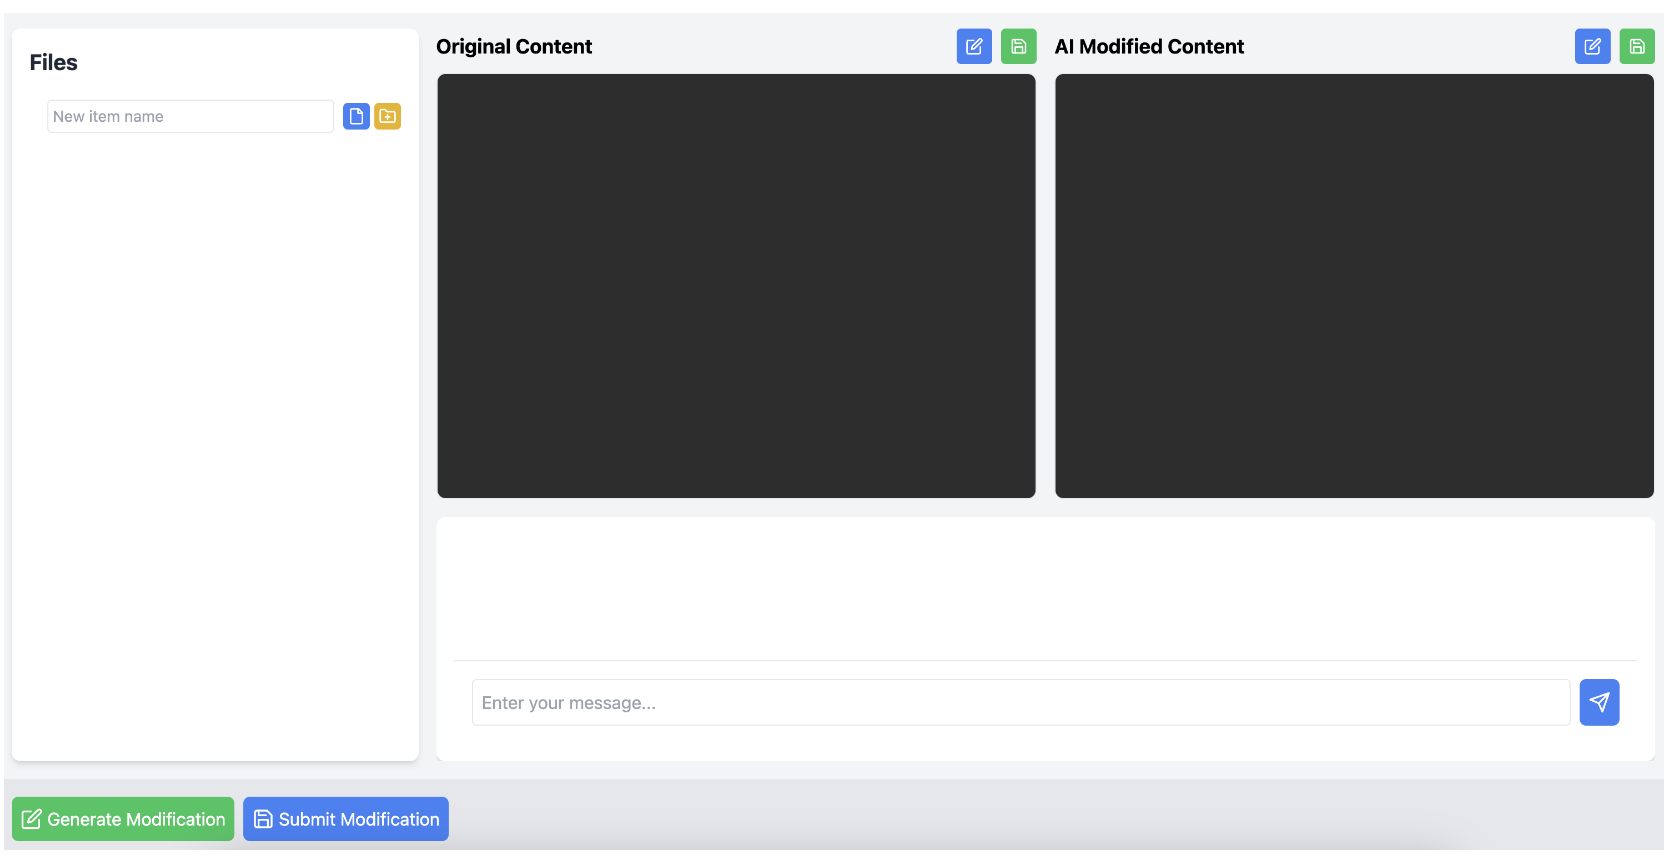 Files
New item name
Original Content
AI Modified Content
Enter your message...
Generate Modification
Submit Modification